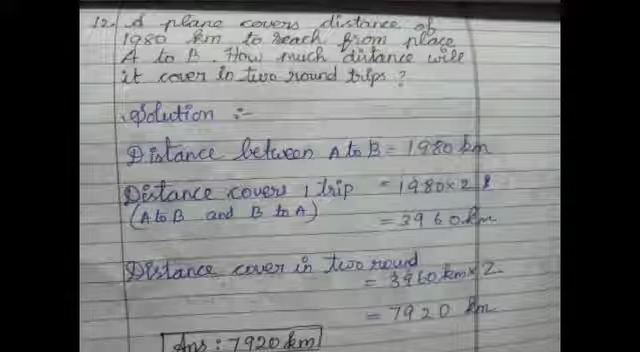 12. A plane covers distance of
1980 km to reach from place
A to B. How much distance will
it cover in two round trips?
Solution :-
Distance between A to B = 1980 km
Distance covers 1 trip = 1980 × 2
(A to B and B to A) = 3960 km
Distance cover in two round
= 3960 km × 2
= 7920 km
Ans: 7920 km